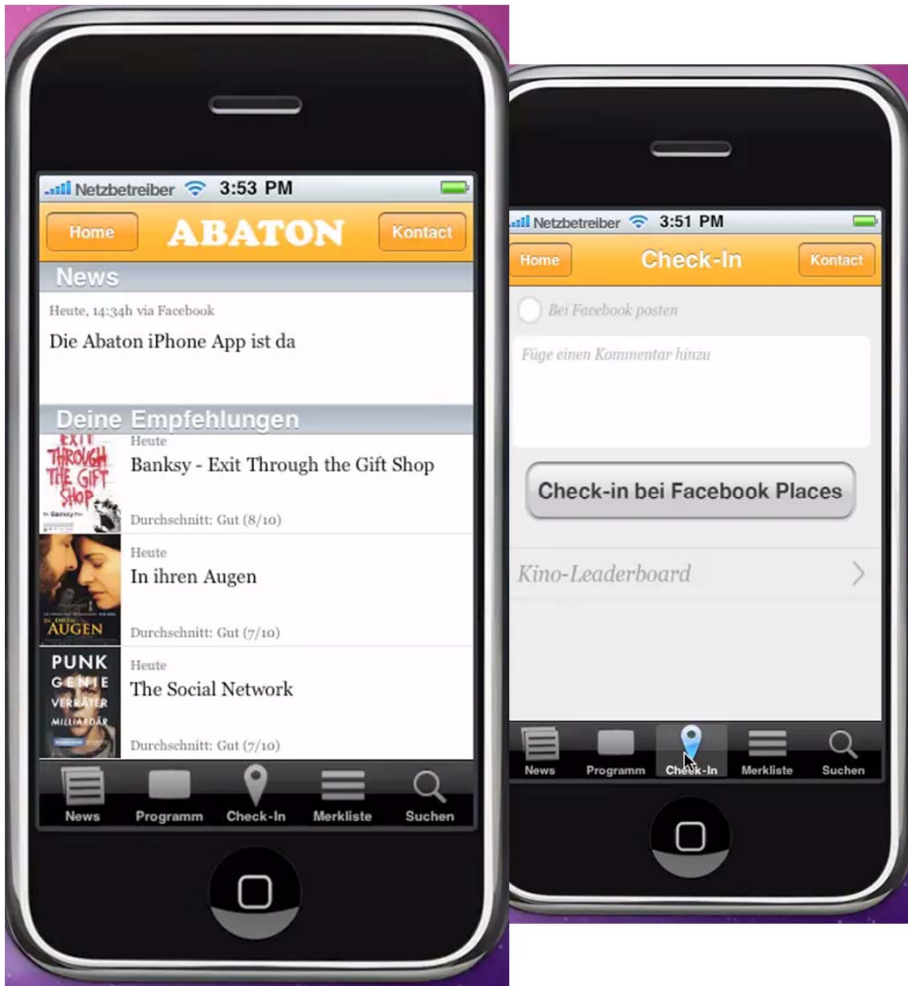 Netzbetreiber 3:53 PM
Home ABATON Kontact
News
Heute, 14:34h via Facebook
Die Abaton iPhone App ist da
Deine Empfehlungen
EXIT
THROUGH
THE GIFT
SHOP
Heute
Banksy - Exit Through the Gift Shop
Durchschnitt: Gut (8/10)
AUGEN
Heute
In ihren Augen
Durchschnitt: Gut (7/10)
PUNK
GENIE
VERRÄTER
MILLIARDÄR
Heute
The Social Network
Durchschnitt: Gut (7/10)
News Programm Check-In Merkliste Suchen
Netzbetreiber 3:51 PM
Home Check-In Kontact
Bei Facebook posten
Füge einen Kommentar hinzu
Check-in bei Facebook Places
Kino-Leaderboard
News Programm Check-In Merkliste Suchen